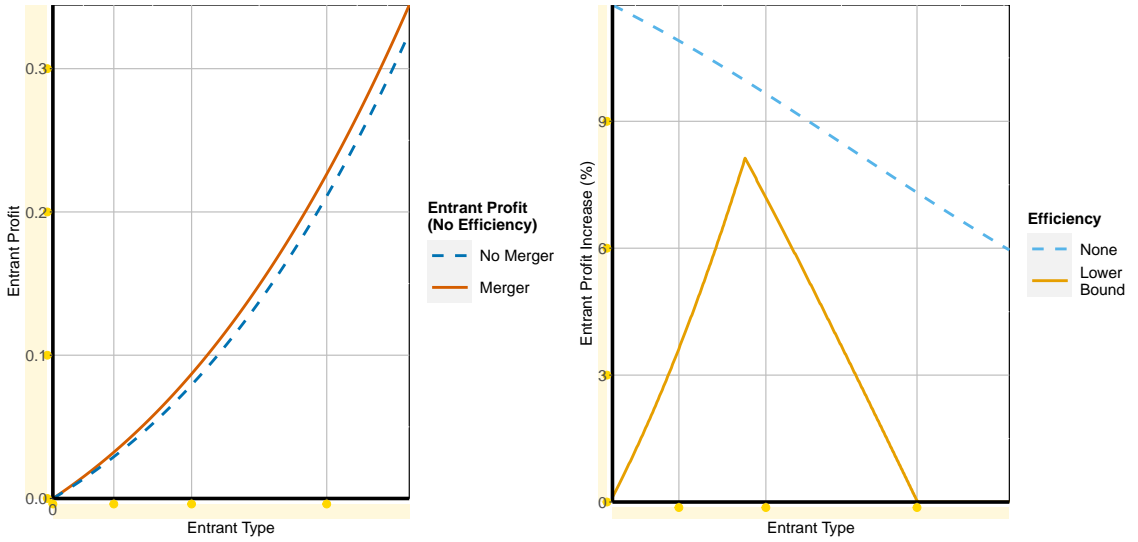 Entrant Profit
0.3
0.2
0.1
0.0
0
Entrant Type
Entrant Profit
(No Efficiency)
No Merger
Merger
Entrant Profit Increase (%)
9
6
3
0
Entrant Type
Efficiency
None
Lower
Bound